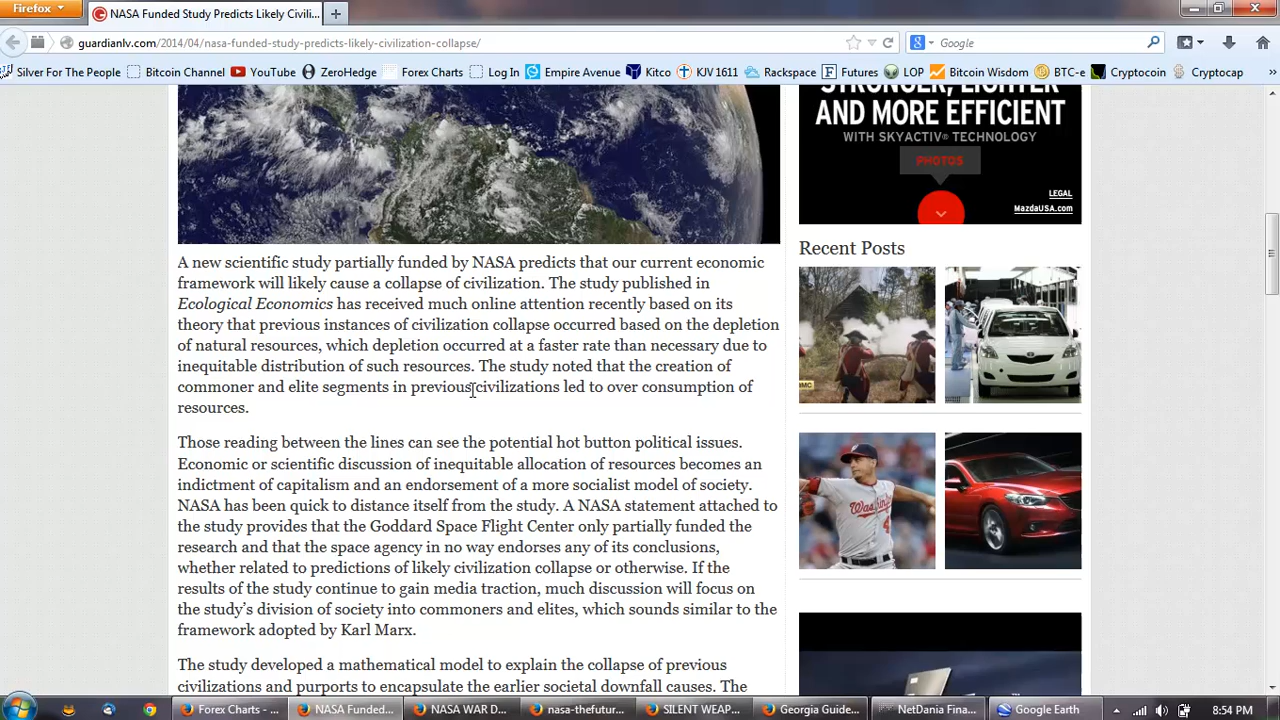 Firefox
NASA Funded Study Predicts Likely Civili...
guardianlv.com/2014/04/nasa-funded-study-predicts-likely-civilization-collapse/
Google
Silver For The People
Bitcoin Channel
YouTube
ZeroHedge
Forex Charts
Log In
Empire Avenue
Kitco
KJV 1611
Rackspace
Futures
LOP
Bitcoin Wisdom
BTC-e
Cryptocoin
Cryptocap
A new scientific study partially funded by NASA predicts that our current economic
framework will likely cause a collapse of civilization. The study published in
Ecological Economics has received much online attention recently based on its
theory that previous instances of civilization collapse occurred based on the depletion
of natural resources, which depletion occurred at a faster rate than necessary due to
inequitable distribution of such resources. The study noted that the creation of
commoner and elite segments in previous civilizations led to over consumption of
resources.
Those reading between the lines can see the potential hot button political issues.
Economic or scientific discussion of inequitable allocation of resources becomes an
indictment of capitalism and an endorsement of a more socialist model of society.
NASA has been quick to distance itself from the study. A NASA statement attached to
the study provides that the Goddard Space Flight Center only partially funded the
research and that the space agency in no way endorses any of its conclusions,
whether related to predictions of likely civilization collapse or otherwise. If the
results of the study continue to gain media traction, much discussion will focus on
the study's division of society into commoners and elites, which sounds similar to the
framework adopted by Karl Marx.
The study developed a mathematical model to explain the collapse of previous
civilizations and purports to encapsulate the earlier societal downfall causes. The
STRONGER, LIGHTER
AND MORE EFFICIENT
WITH SKYACTIV® TECHNOLOGY
PHOTOS
LEGAL
MazdaUSA.com
Recent Posts
AMC
Washington
4
Forex Charts - ...
NASA Funded...
NASA WAR D...
nasa-thefutur...
SILENT WEAP...
Georgia Guide...
NetDania Fina...
Google Earth
8:54 PM